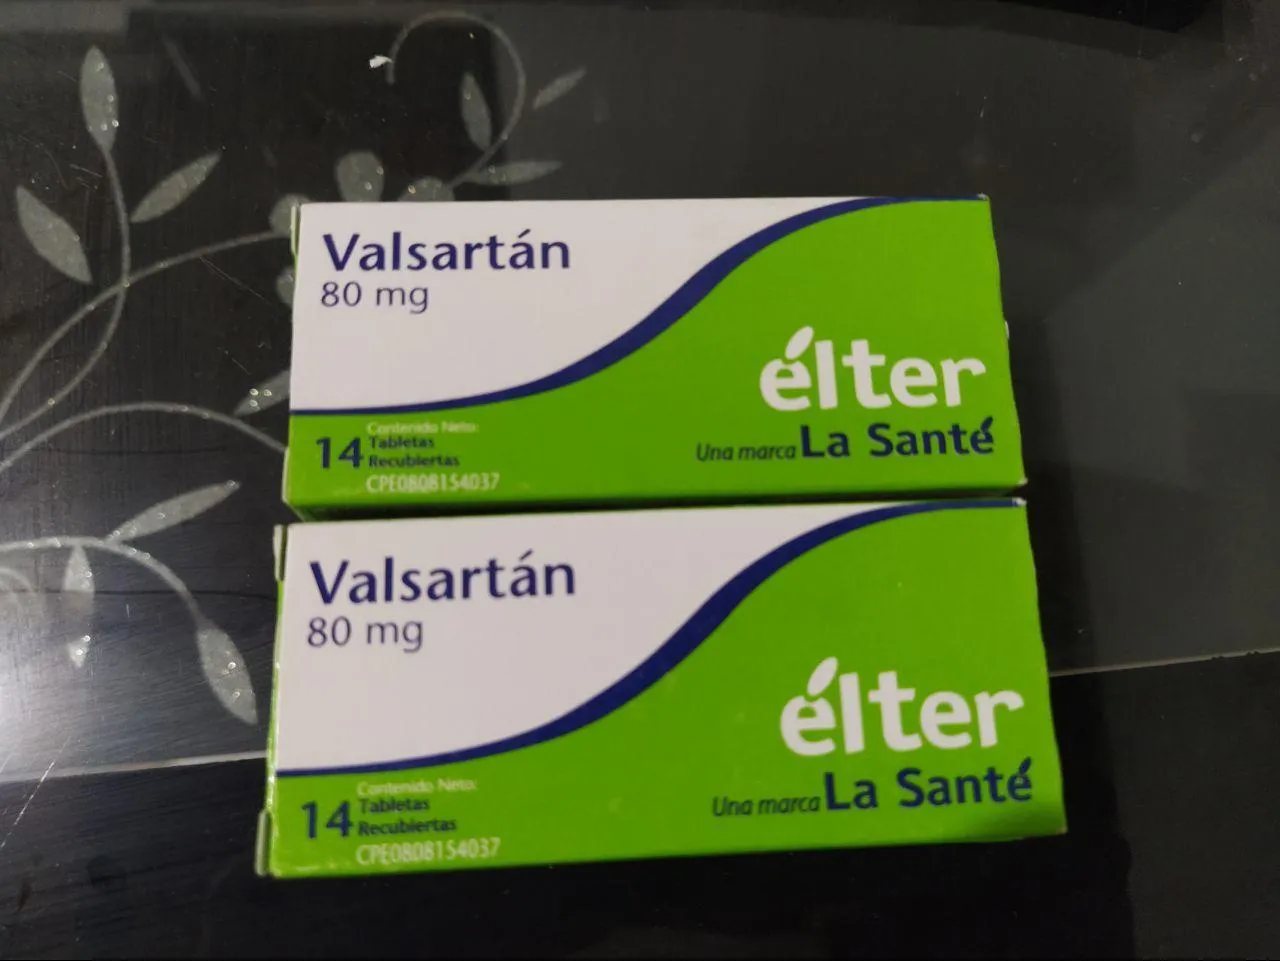 Valsartán
80 mg
élter
Una marca La Santé
14
Contenido Neto:
Tabletas
Recubiertas
CPE0808154037
Valsartán
80 mg
élter
Una marca La Santé
14
Contenido Neto:
Tabletas
Recubiertas
CPE0808154037